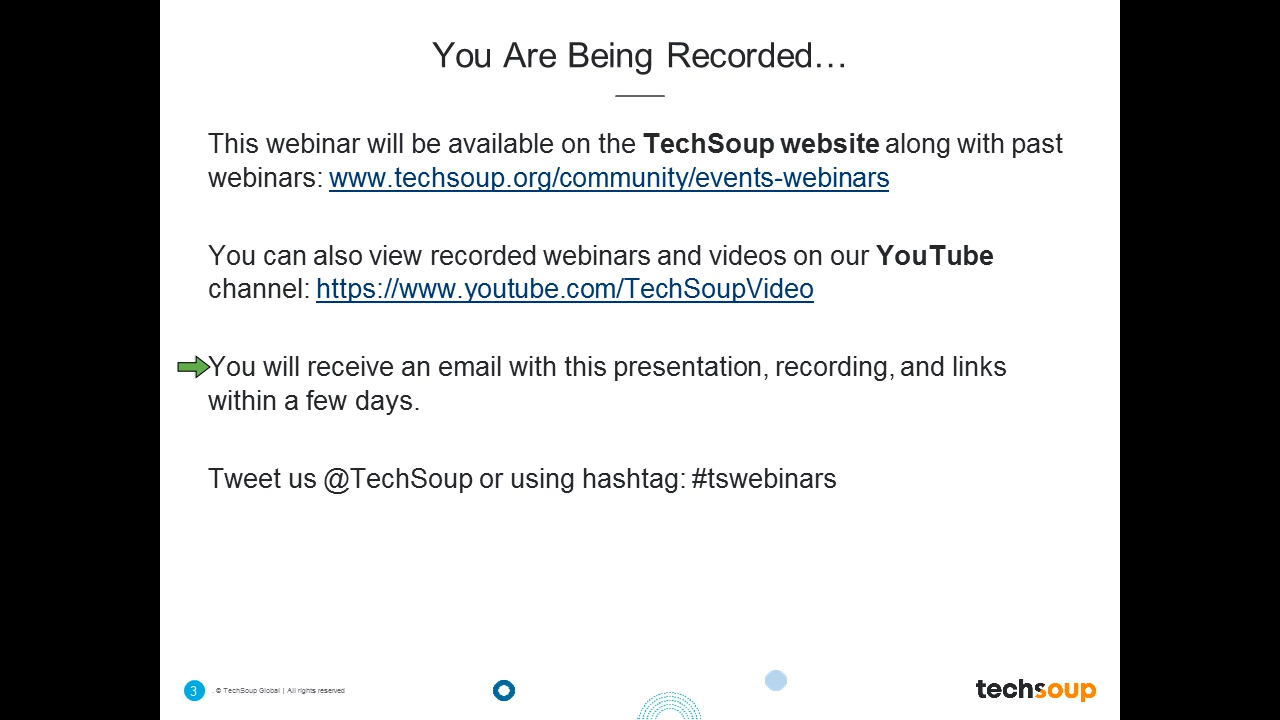 You Are Being Recorded…
This webinar will be available on the TechSoup website along with past
webinars: www.techsoup.org/community/events-webinars
You can also view recorded webinars and videos on our YouTube
channel: https://www.youtube.com/TechSoupVideo
You will receive an email with this presentation, recording, and links
within a few days.
Tweet us @TechSoup or using hashtag: #tswebinars
3 . © TechSoup Global | All rights reserved
techsoup